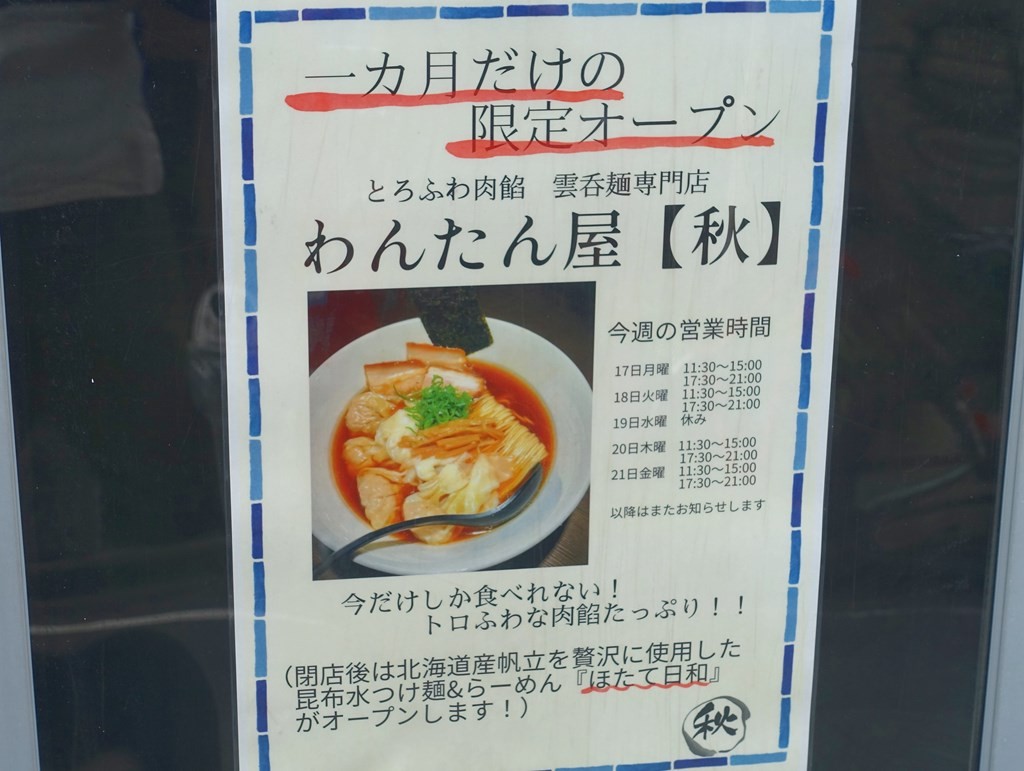 一カ月だけの
限定オープン
とろふわ肉餡　雲呑麺専門店
わんたん屋【秋】
今週の営業時間
17日月曜　11:30〜15:00
17:30〜21:00
18日火曜　11:30〜15:00
17:30〜21:00
19日水曜　休み
20日木曜　11:30〜15:00
17:30〜21:00
21日金曜　11:30〜15:00
17:30〜21:00
以降はまたお知らせします
今だけしか食べれない！
トロふわな肉餡たっぷり！！
（閉店後は北海道産帆立を贅沢に使用した
昆布水つけ麺&らーめん『ほたて日和』
がオープンします！）
秋